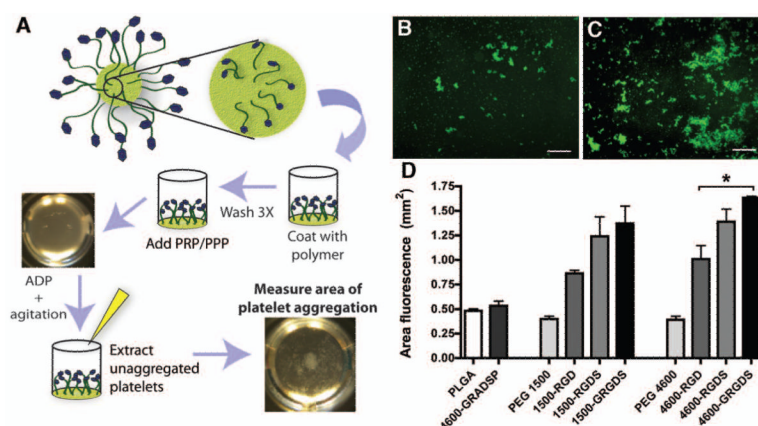 A
Wash 3X
Add PRP/PPP
Coat with
polymer
ADP
+
agitation
Extract
unaggregated
platelets
Measure area of
platelet aggregation
B
C
D
Area fluorescence (mm²)
1.75
1.50
1.25
1.00
0.75
0.50
0.25
0.00
*
PLGA
4600-GRADSP
PEG 1500
1500-RGD
1500-RGDS
1500-GRGDS
PEG 4600
4600-RGD
4600-RGDS
4600-GRGDS